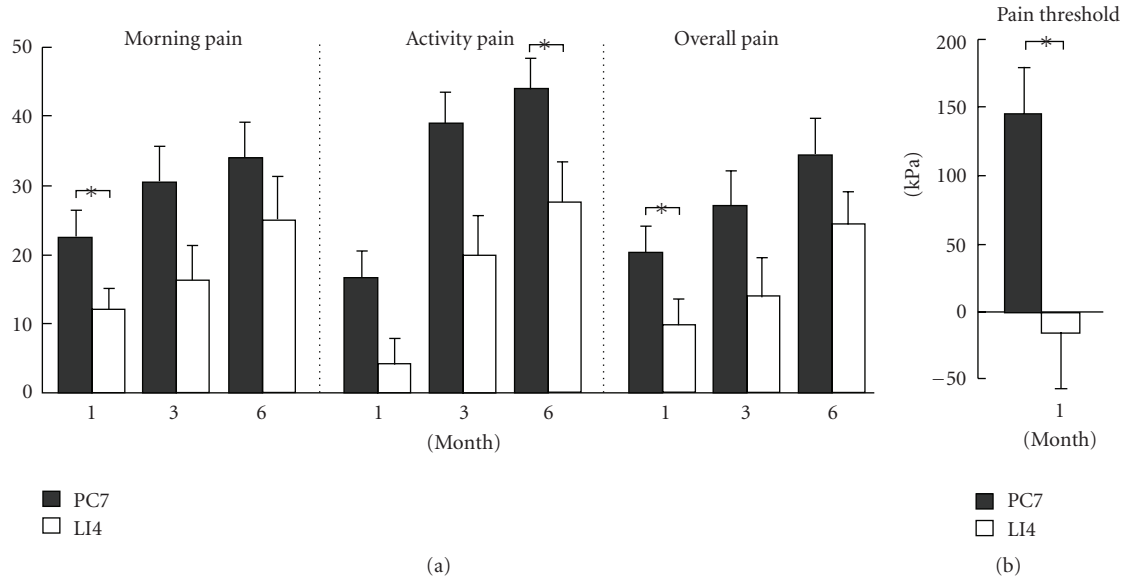 Morning pain
Activity pain
Overall pain
50
40
30
20
10
0
*
*
*
1 3 6 1 3 6 1 3 6
(Month)
PC7
LI4
(a)
Pain threshold
200
150
100
50
0
−50
(kPa)
*
1
(Month)
PC7
LI4
(b)